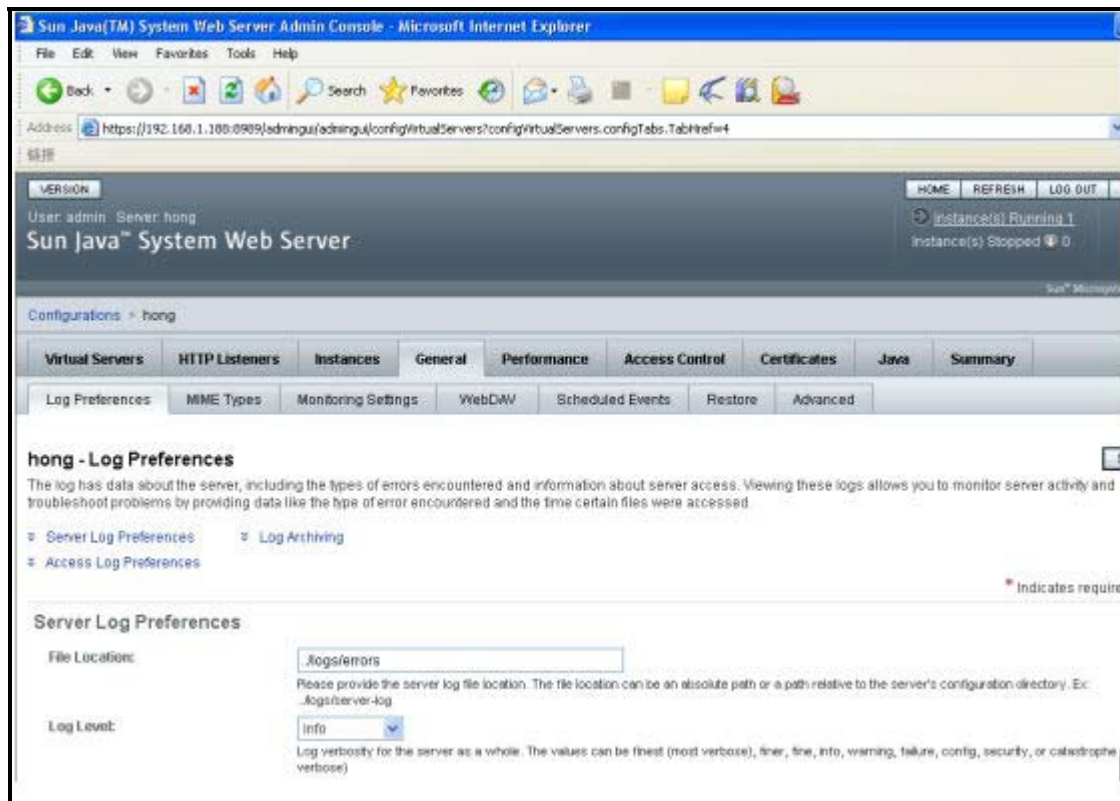 Sun Java(TM) System Web Server Admin Console - Microsoft Internet Explorer
File Edit View Favorites Tools Help
Back Search Favorites
Address https://192.168.1.188:8989/admingui/admingui/configVirtualServers?configVirtualServers.configTabs.TabHref=4
链接
VERSION HOME REFRESH LOG OUT
User: admin Server: hong Instance(s) Running 1
Sun Java™ System Web Server Instance(s) Stopped 0
Sun™ Microsyste
Configurations > hong
Virtual Servers HTTP Listeners Instances General Performance Access Control Certificates Java Summary
Log Preferences MIME Types Monitoring Settings WebDAV Scheduled Events Restore Advanced
hong - Log Preferences
The log has data about the server, including the types of errors encountered and information about server access. Viewing these logs allows you to monitor server activity and
troubleshoot problems by providing data like the type of error encountered and the time certain files were accessed.
Server Log Preferences Log Archiving
Access Log Preferences
* Indicates require
Server Log Preferences
File Location: ../logs/errors
Please provide the server log file location. The file location can be an absolute path or a path relative to the server's configuration directory. Ex:
../logs/server-log
Log Level: info
Log verbosity for the server as a whole. The values can be finest (most verbose), finer, fine, info, warning, failure, config, security, or catastrophe
verbose)